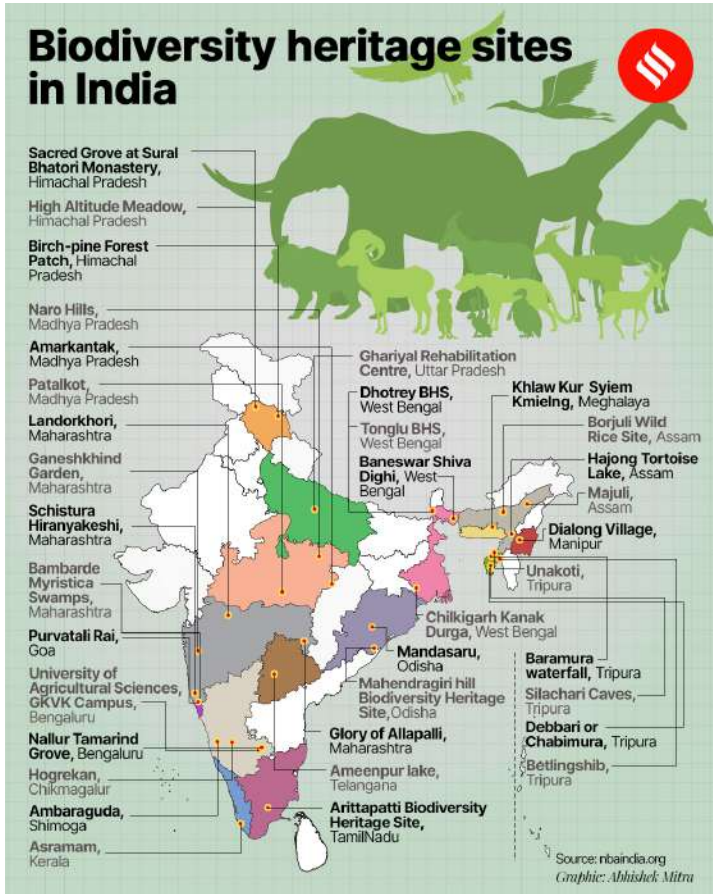 Biodiversity heritage sites
in India
Sacred Grove at Sural
Bhatori Monastery,
Himachal Pradesh
High Altitude Meadow,
Himachal Pradesh
Birch-pine Forest
Patch, Himachal
Pradesh
Naro Hills,
Madhya Pradesh
Amarkantak,
Madhya Pradesh
Patalkot,
Madhya Pradesh
Landorkhori,
Maharashtra
Ganeshkhind
Garden,
Maharashtra
Schistura
Hiranyakeshi,
Maharashtra
Bambarde
Myristica
Swamps,
Maharashtra
Purvatali Rai,
Goa
University of
Agricultural Sciences,
GKVK Campus,
Bengaluru
Nallur Tamarind
Grove, Bengaluru
Hogrekan,
Chikmagalur
Ambaraguda,
Shimoga
Asramam,
Kerala
Ghariyal Rehabilitation
Centre, Uttar Pradesh
Dhotrey BHS,
West Bengal
Tonglu BHS,
West Bengal
Baneswar Shiva
Dighi, West
Bengal
Khlaw Kur Syiem
Kmielng, Meghalaya
Borjuli Wild
Rice Site, Assam
Hajong Tortoise
Lake, Assam
Majuli,
Assam
Dialong Village,
Manipur
Unakoti,
Tripura
Chilkigarh Kanak
Durga, West Bengal
Mandasaru,
Odisha
Mahendragiri hill
Biodiversity Heritage
Site, Odisha
Glory of Allapalli,
Maharashtra
Ameenpur lake,
Telangana
Arittapatti Biodiversity
Heritage Site,
TamilNadu
Baramura
waterfall, Tripura
Silachari Caves,
Tripura
Debbari or
Chabimura, Tripura
Betlingshib,
Tripura
Source: nbaindia.org
Graphic: Abhishek Mitra